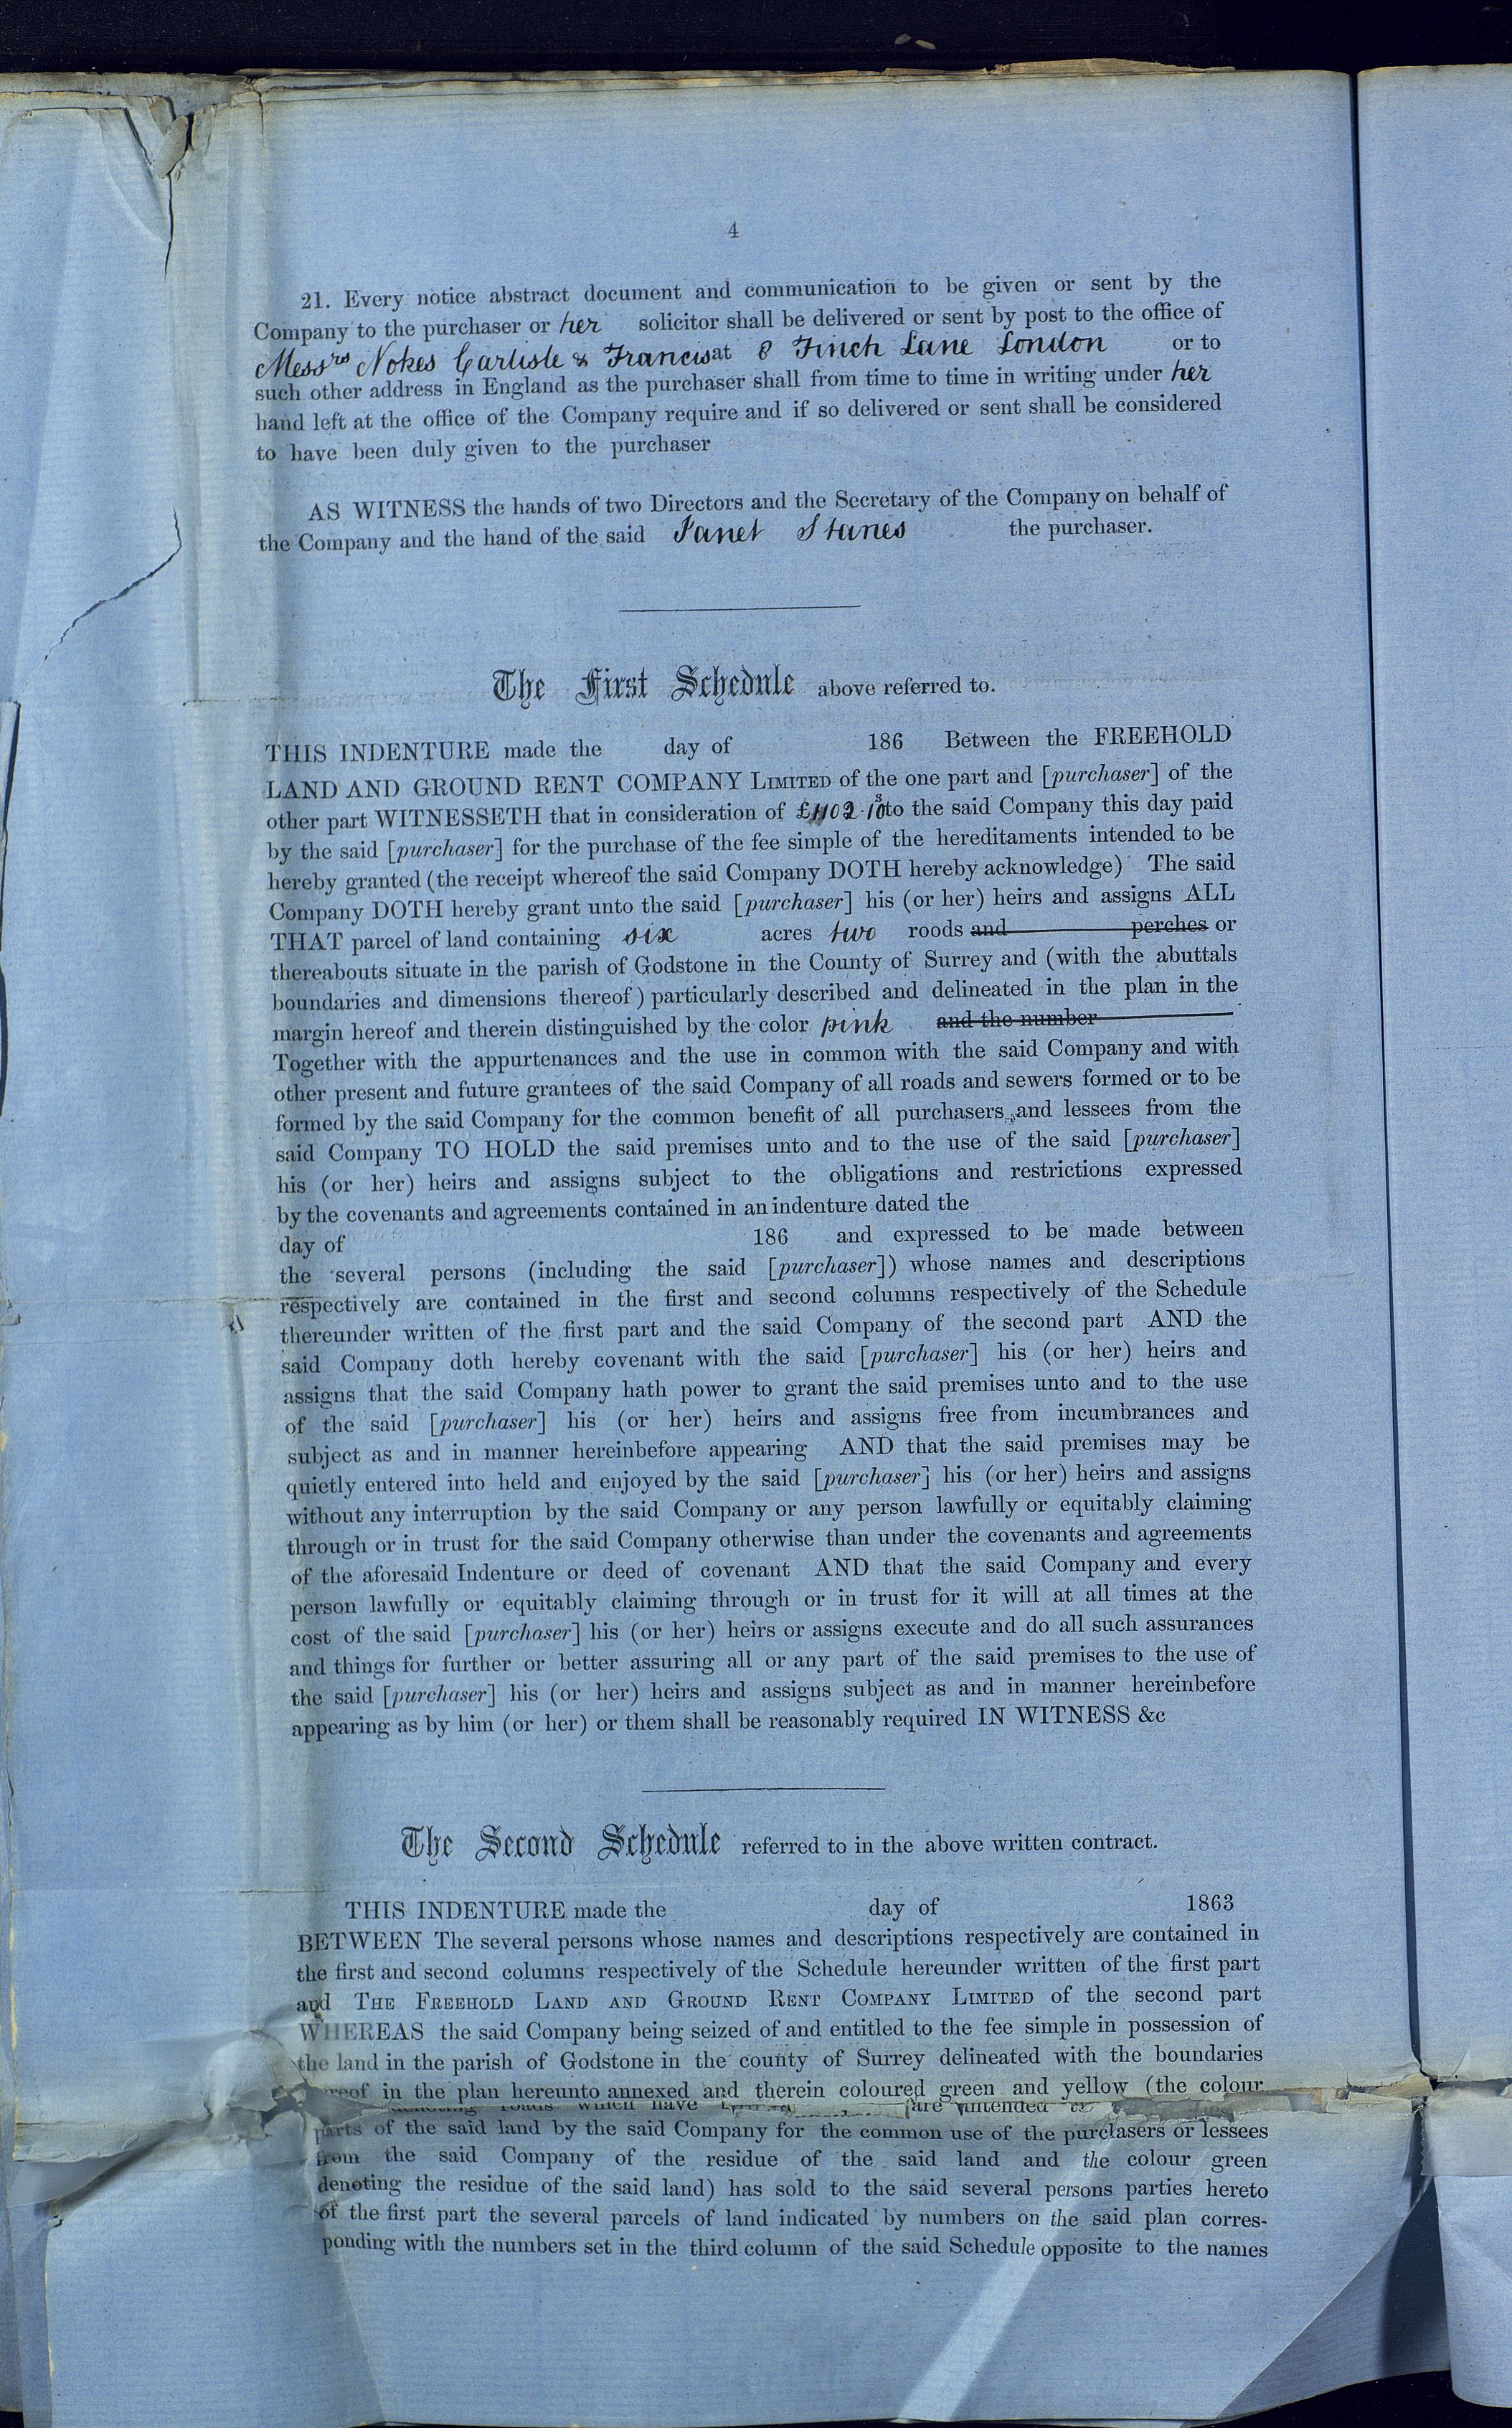 4
21. Every notice abstract document and communication to be given or sent by the
Company to the purchaser or her solicitor shall be delivered or sent by post to the office of
Messrs Nokes Carlisle & Francis at 8 Finch Lane London or to
such other address in England as the purchaser shall from time to time in writing under her
hand left at the office of the Company require and if so delivered or sent shall be considered
to have been duly given to the purchaser
AS WITNESS the hands of two Directors and the Secretary of the Company on behalf of
the Company and the hand of the said Janet Stanes the purchaser.
The First Schedule above referred to.
THIS INDENTURE made the day of 186 Between the FREEHOLD
LAND AND GROUND RENT COMPANY LIMITED of the one part and [purchaser] of the
other part WITNESSETH that in consideration of to the said Company this day paid
by the said [purchaser] for the purchase of the fee simple of the hereditaments intended to be
hereby granted (the receipt whereof the said Company DOTH hereby acknowledge) The said
Company DOTH hereby grant unto the said [purchaser] his (or her) heirs and assigns ALL
THAT parcel of land containing six acres two roods and perches or
thereabouts situate in the parish of Godstone in the County of Surrey and (with the abuttals
boundaries and dimensions thereof) particularly described and delineated in the plan in the
margin hereof and therein distinguished by the color pink and the number
Together with the appurtenances and the use in common with the said Company and with
other present and future grantees of the said Company of all roads and sewers formed or to be
formed by the said Company for the common benefit of all purchasers and lessees from the
said Company TO HOLD the said premises unto and to the use of the said [purchaser]
his (or her) heirs and assigns subject to the obligations and restrictions expressed
by the covenants and agreements contained in an indenture dated the
day of 186 and expressed to be made between
the several persons (including the said [purchaser]) whose names and descriptions
respectively are contained in the first and second columns respectively of the Schedule
thereunder written of the first part and the said Company of the second part AND the
said Company doth hereby covenant with the said [purchaser] his (or her) heirs and
assigns that the said Company hath power to grant the said premises unto and to the use
of the said [purchaser] his (or her) heirs and assigns free from incumbrances and
subject as and in manner hereinbefore appearing AND that the said premises may be
quietly entered into held and enjoyed by the said [purchaser] his (or her) heirs and assigns
without any interruption by the said Company or any person lawfully or equitably claiming
through or in trust for the said Company otherwise than under the covenants and agreements
of the aforesaid Indenture or deed of covenant AND that the said Company and every
person lawfully or equitably claiming through or in trust for it will at all times at the
cost of the said [purchaser] his (or her) heirs or assigns execute and do all such assurances
and things for further or better assuring all or any part of the said premises to the use of
the said [purchaser] his (or her) heirs and assigns subject as and in manner hereinbefore
appearing as by him (or her) or them shall be reasonably required IN WITNESS &c
The Second Schedule referred to in the above written contract.
THIS INDENTURE made the day of 1863
BETWEEN The several persons whose names and descriptions respectively are contained in
the first and second columns respectively of the Schedule hereunder written of the first part
and THE FREEHOLD LAND AND GROUND RENT COMPANY LIMITED of the second part
WHEREAS the said Company being seized of and entitled to the fee simple in possession of
the land in the parish of Godstone in the county of Surrey delineated with the boundaries
in the plan hereunto annexed and therein coloured green and yellow (the colour
denoting roads which have are intended
parts of the said land by the said Company for the common use of the purclasers or lessees
from the said Company of the residue of the said land and the colour green
denoting the residue of the said land) has sold to the said several persons parties hereto
of the first part the several parcels of land indicated by numbers on the said plan corres-
ponding with the numbers set in the third column of the said Schedule opposite to the names